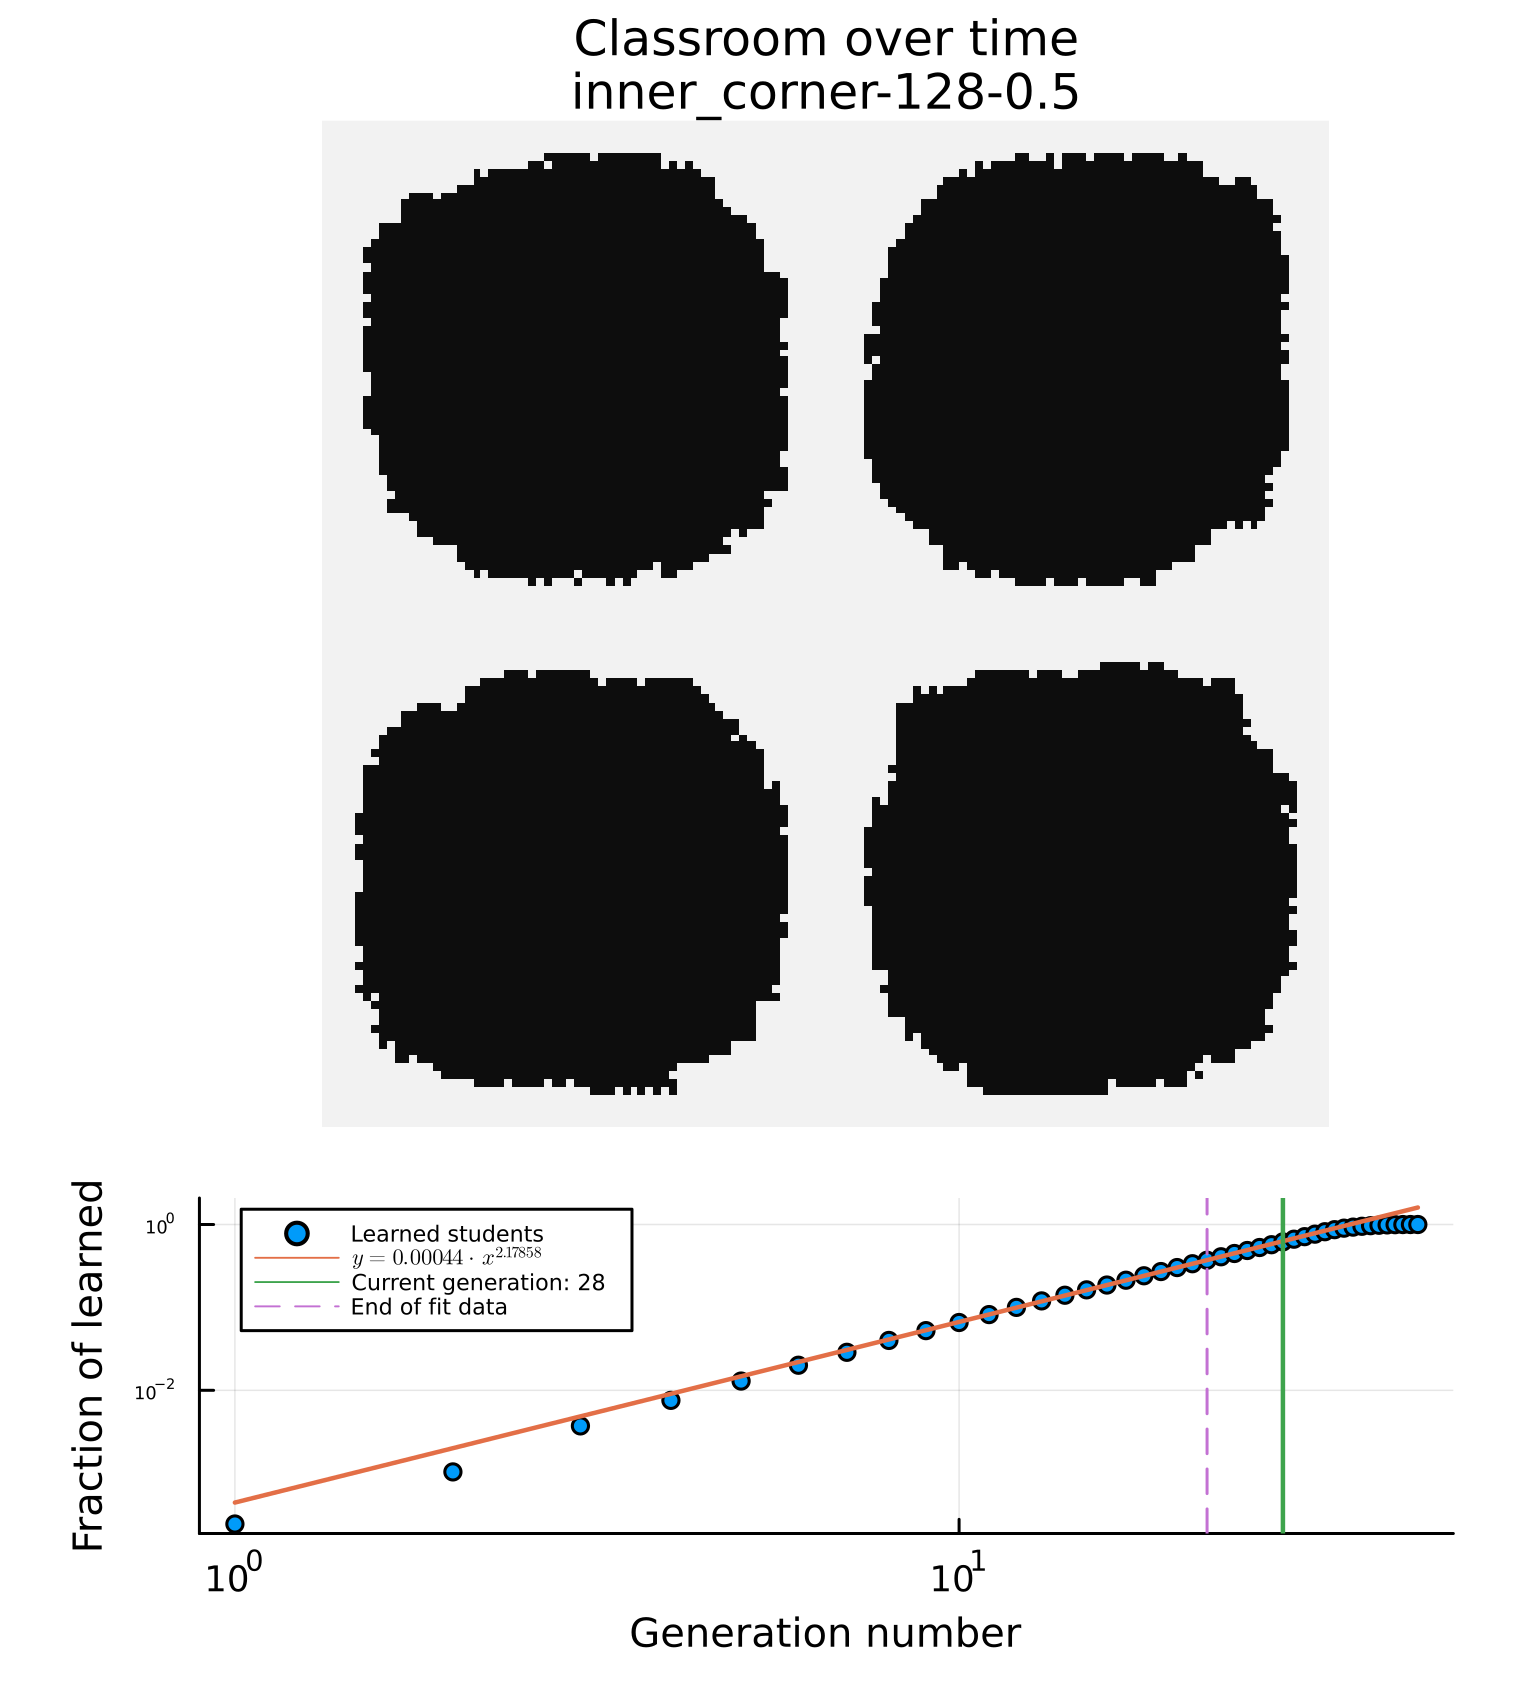 Classroom over time
inner_corner-128-0.5
Fraction of learned
10⁰
10⁻²
Learned students
y = 0.00044 · x^2.17858
Current generation: 28
End of fit data
10⁰ 10¹
Generation number